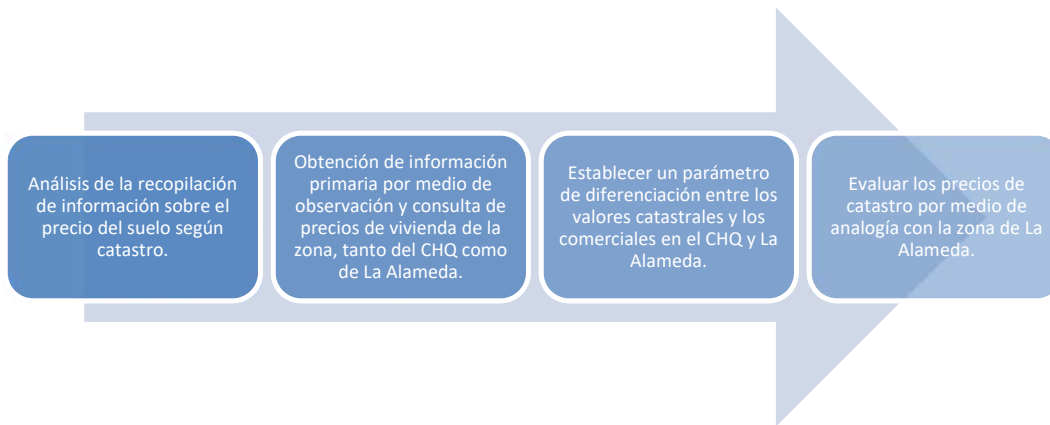 Análisis de la recopilación
de información sobre el
precio del suelo según
catastro.
Obtención de información
primaria por medio de
observación y consulta de
precios de vivienda de la
zona, tanto del CHQ como
de La Alameda.
Establecer un parámetro
de diferenciación entre los
valores catastrales y los
comerciales en el CHQ y La
Alameda.
Evaluar los precios de
catastro por medio de
analogía con la zona de La
Alameda.